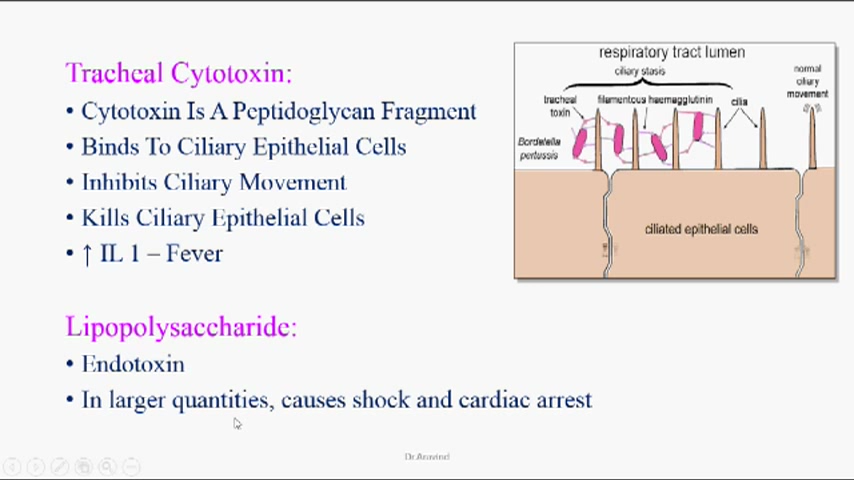 Tracheal Cytotoxin:
• Cytotoxin Is A Peptidoglycan Fragment
• Binds To Ciliary Epithelial Cells
• Inhibits Ciliary Movement
• Kills Ciliary Epithelial Cells
• ↑ IL 1 – Fever
Lipopolysaccharide:
• Endotoxin
• In larger quantities, causes shock and cardiac arrest
respiratory tract lumen
ciliary stasis
normal
ciliary
movement
tracheal
toxin
filamentous haemagglutinin
cilia
Bordetella
pertussis
ciliated epithelial cells
Dr.Aravind